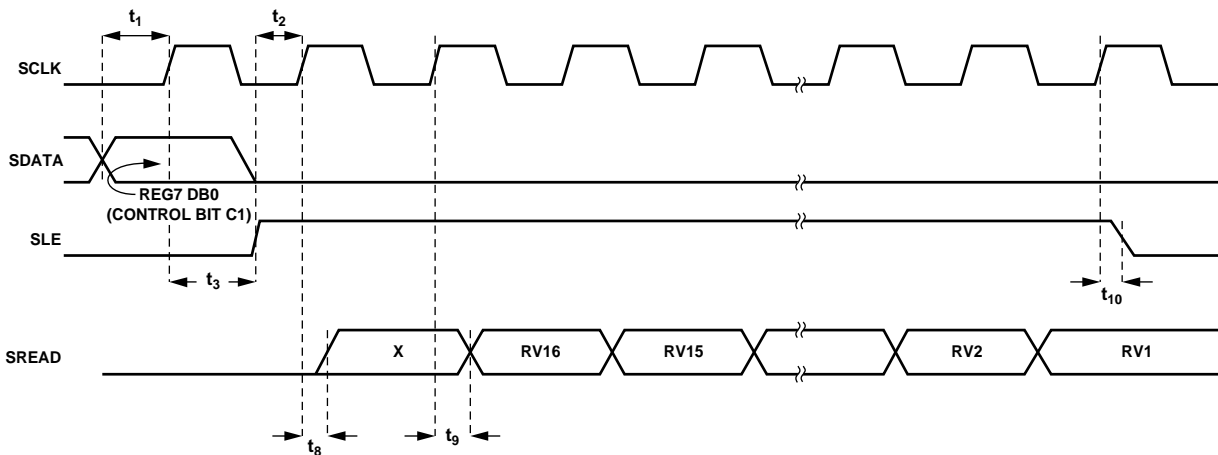 t1
t2
SCLK
SDATA
REG7 DB0
(CONTROL BIT C1)
SLE
t3
t10
SREAD
X
RV16
RV15
RV2
RV1
t8
t9